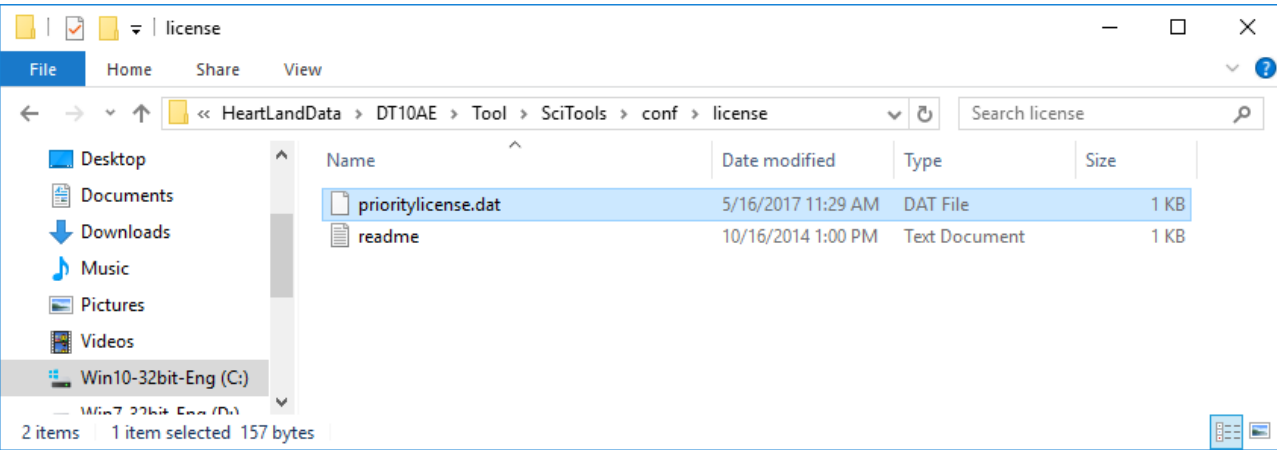 license
File Home Share View
« HeartLandData > DT10AE > Tool > SciTools > conf > license
Search license
Desktop
Documents
Downloads
Music
Pictures
Videos
Win10-32bit-Eng (C:)
Win7-32bit-Eng (D:)
Name Date modified Type Size
prioritylicense.dat 5/16/2017 11:29 AM DAT File 1 KB
readme 10/16/2014 1:00 PM Text Document 1 KB
2 items 1 item selected 157 bytes